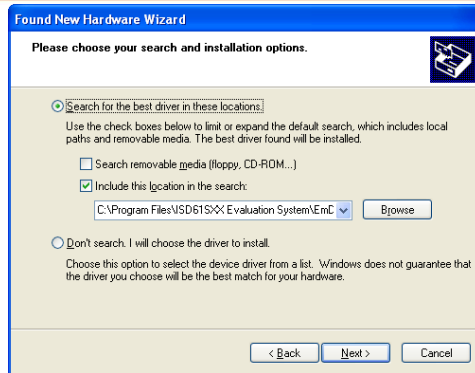 Found New Hardware Wizard
Please choose your search and installation options.
Search for the best driver in these locations.
Use the check boxes below to limit or expand the default search, which includes local
paths and removable media. The best driver found will be installed.
Search removable media (floppy, CD-ROM...)
Include this location in the search:
C:\Program Files\ISD61SXX Evaluation System\EmD
Browse
Don't search. I will choose the driver to install.
Choose this option to select the device driver from a list. Windows does not guarantee that
the driver you choose will be the best match for your hardware.
< Back
Next >
Cancel